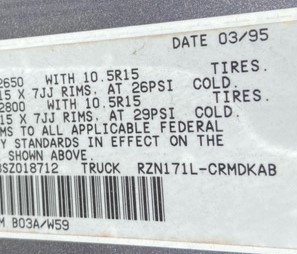 DATE 03/95
2650 WITH 10.5R15 TIRES.
15 X 7JJ RIMS. AT 26PSI COLD.
2800 WITH 10.5R15 TIRES.
15 X 7JJ RIMS. AT 29PSI COLD.
MS TO ALL APPLICABLE FEDERAL
Y STANDARDS IN EFFECT ON THE
SHOWN ABOVE.
SZ018712 TRUCK RZN171L-CRMDKAB
M B03A/W59